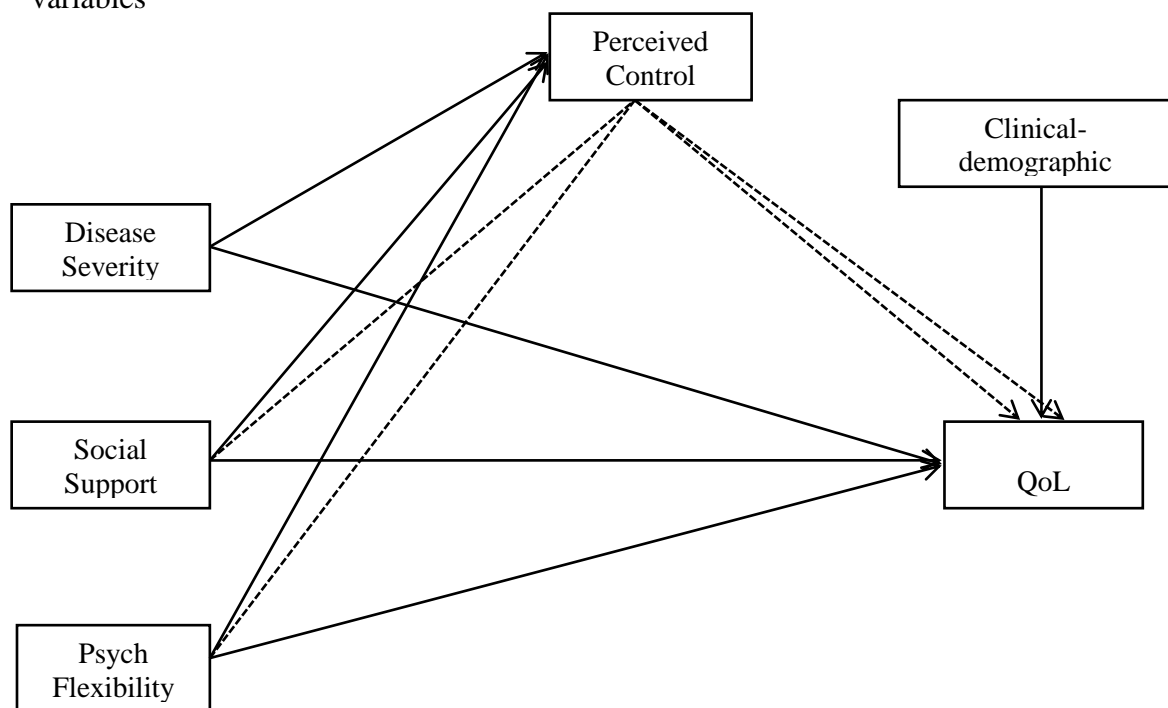 variables
Perceived
Control
Clinical-
demographic
Disease
Severity
Social
Support
QoL
Psych
Flexibility